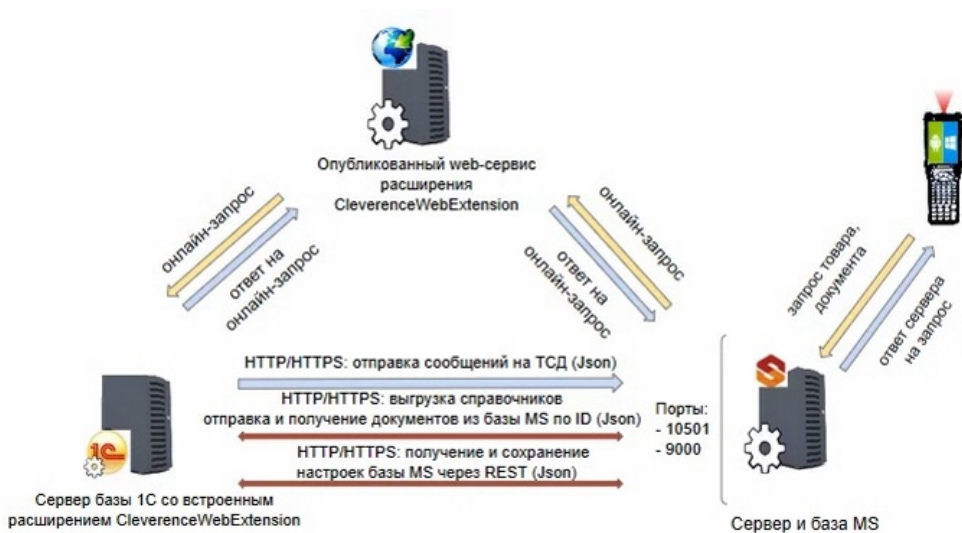 Опубликованный web-сервис
расширения
CleverenceWebExtension
онлайн-запрос
ответ на
онлайн-запрос
онлайн-запрос
ответ на
онлайн-запрос
запрос товара,
документа
ответ сервера
на запрос
HTTP/HTTPS: отправка сообщений на ТСД (Json)
HTTP/HTTPS: выгрузка справочников
отправка и получение документов из базы MS по ID (Json)
HTTP/HTTPS: получение и сохранение
настроек базы MS через REST (Json)
Порты:
- 10501
- 9000
1С
Сервер базы 1С со встроенным
расширением CleverenceWebExtension
Сервер и база MS